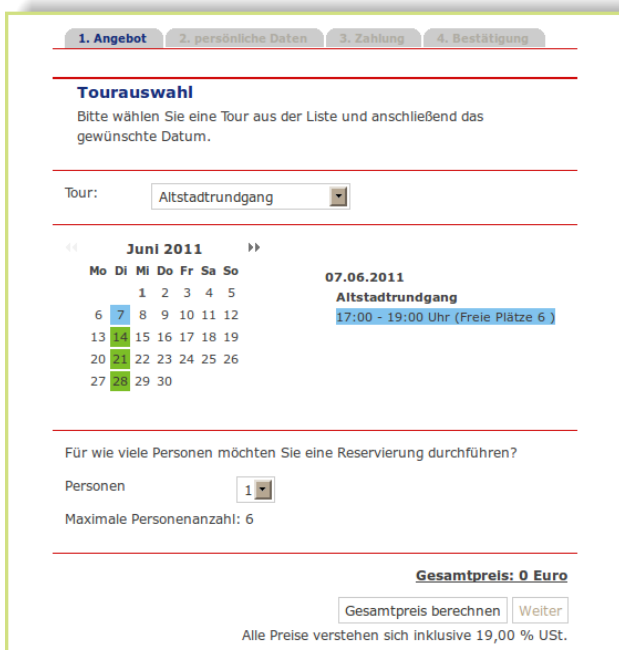 1. Angebot 2. persönliche Daten 3. Zahlung 4. Bestätigung
Tourauswahl
Bitte wählen Sie eine Tour aus der Liste und anschließend das
gewünschte Datum.
Tour: Altstadtrundgang
Juni 2011
Mo Di Mi Do Fr Sa So
1 2 3 4 5
6 7 8 9 10 11 12
13 14 15 16 17 18 19
20 21 22 23 24 25 26
27 28 29 30
07.06.2011
Altstadtrundgang
17:00 - 19:00 Uhr (Freie Plätze 6 )
Für wie viele Personen möchten Sie eine Reservierung durchführen?
Personen 1
Maximale Personenanzahl: 6
Gesamtpreis: 0 Euro
Gesamtpreis berechnen Weiter
Alle Preise verstehen sich inklusive 19,00 % USt.